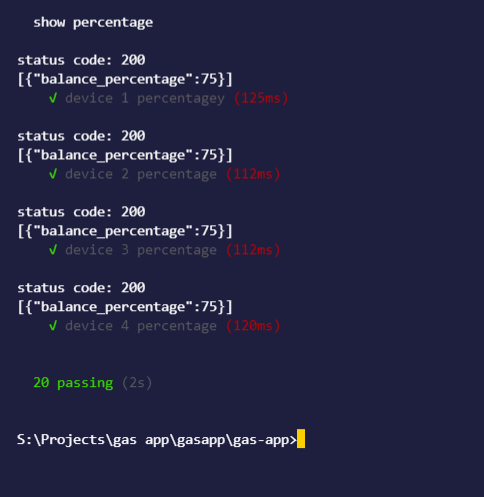 show percentage
status code: 200
[{"balance_percentage":75}]
√ device 1 percentagey (125ms)
status code: 200
[{"balance_percentage":75}]
√ device 2 percentage (112ms)
status code: 200
[{"balance_percentage":75}]
√ device 3 percentage (112ms)
status code: 200
[{"balance_percentage":75}]
√ device 4 percentage (120ms)
20 passing (2s)
S:\Projects\gas app\gasapp\gas-app>